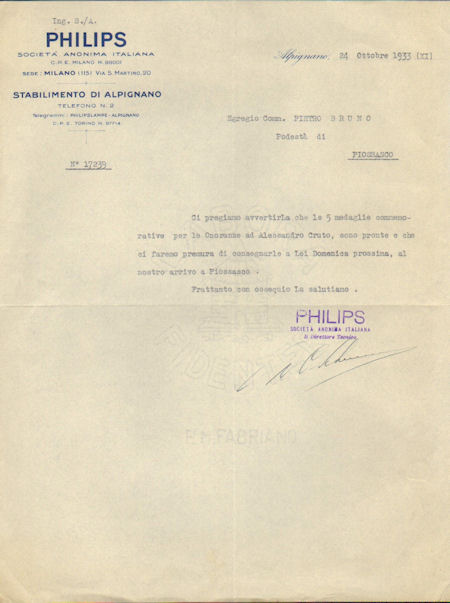 Ing. S./A.
PHILIPS
SOCIETÀ ANONIMA ITALIANA
C.P.E. MILANO N. 88001
SEDE: MILANO (115) VIA S. MARTINO, 20
STABILIMENTO DI ALPIGNANO
TELEFONO N. 2
Telegrammi: PHILIPSLAMPE-ALPIGNANO
C.P.E. TORINO N. 87714
N° 17239
Alpignano, 24 Ottobre 1933 (XI)
Egregio Comm. PIETRO BRUNO
Podestà di
PIOSSASCO
Ci pregiamo avvertirLa che le 5 medaglie commemo-
rative per le Onoranze ad Alessandro Cruto, sono pronte e che
ci faremo premura di consegnarle a Lei Domenica prossima, al
nostro arrivo a Piossasco.
Frattanto con ossequio La salutiamo.
PHILIPS
SOCIETÀ ANONIMA ITALIANA
Il Direttore Tecnico
P.M. FABRIANO